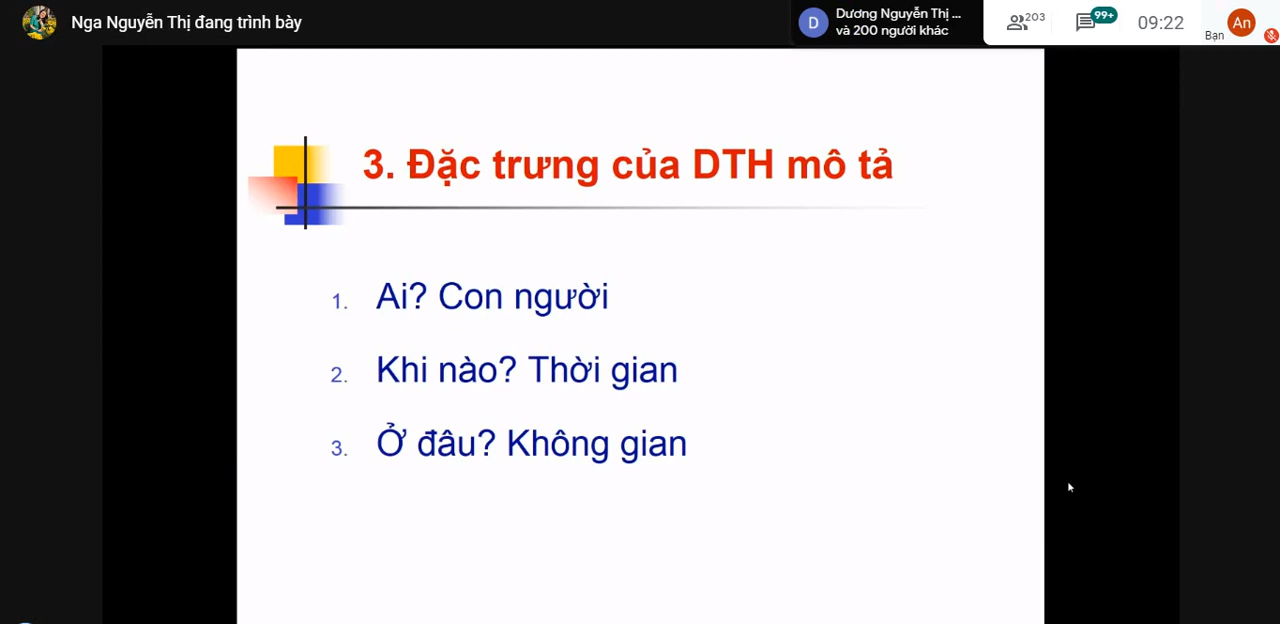 Nga Nguyễn Thị đang trình bày
D
Dương Nguyễn Thị ...
và 200 người khác
203
99+
09:22
Bạn
An
3. Đặc trưng của DTH mô tả
1. Ai? Con người
2. Khi nào? Thời gian
3. Ở đâu? Không gian